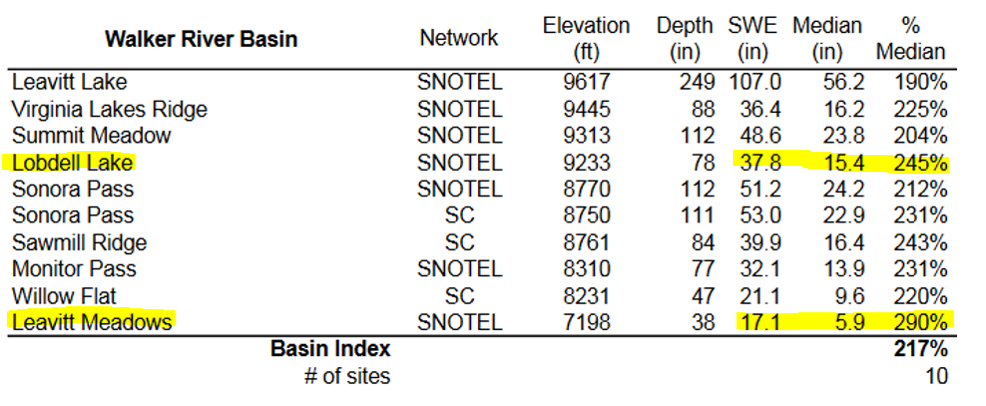 Walker River Basin Network Elevation (ft) Depth (in) SWE (in) Median (in) % Median
Leavitt Lake SNOTEL 9617 249 107.0 56.2 190%
Virginia Lakes Ridge SNOTEL 9445 88 36.4 16.2 225%
Summit Meadow SNOTEL 9313 112 48.6 23.8 204%
Lobdell Lake SNOTEL 9233 78 37.8 15.4 245%
Sonora Pass SNOTEL 8770 112 51.2 24.2 212%
Sonora Pass SC 8750 111 53.0 22.9 231%
Sawmill Ridge SC 8761 84 39.9 16.4 243%
Monitor Pass SNOTEL 8310 77 32.1 13.9 231%
Willow Flat SC 8231 47 21.1 9.6 220%
Leavitt Meadows SNOTEL 7198 38 17.1 5.9 290%
Basin Index 217%
# of sites 10